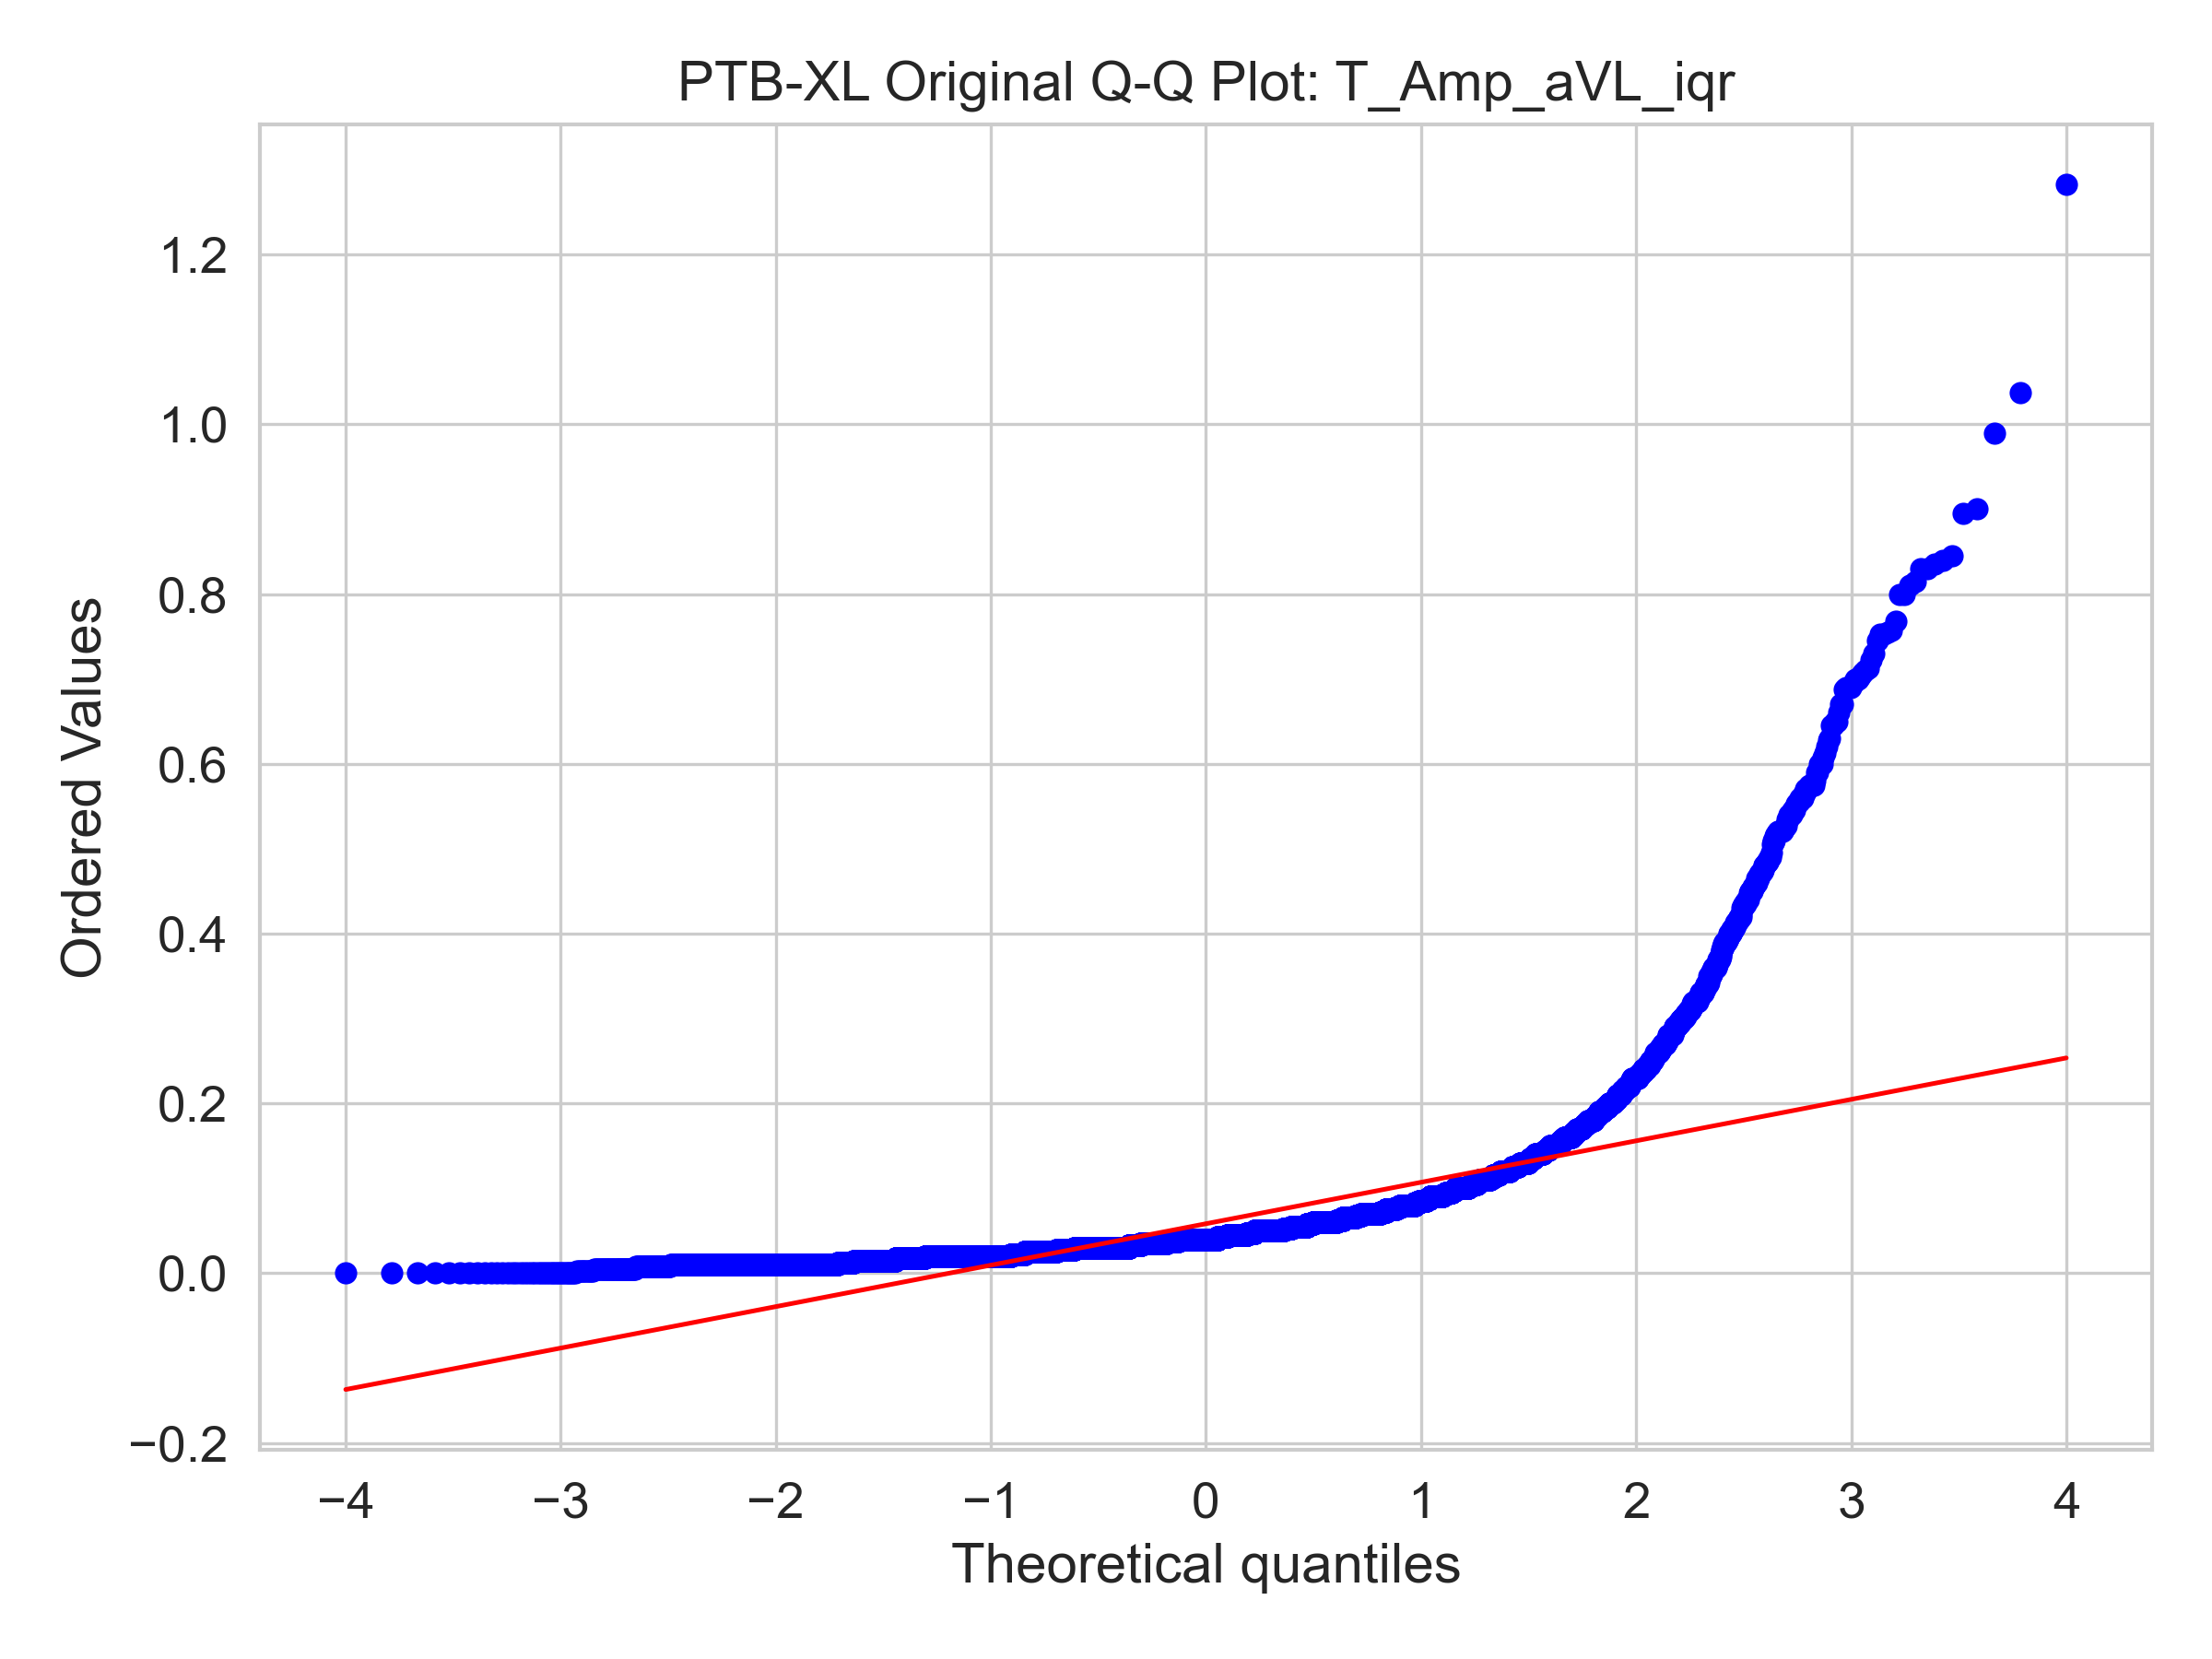 PTB-XL Original Q-Q Plot: T_Amp_aVL_iqr
1.2
1.0
0.8
0.6
0.4
0.2
0.0
−0.2
Ordered Values
−4 −3 −2 −1 0 1 2 3 4
Theoretical quantiles